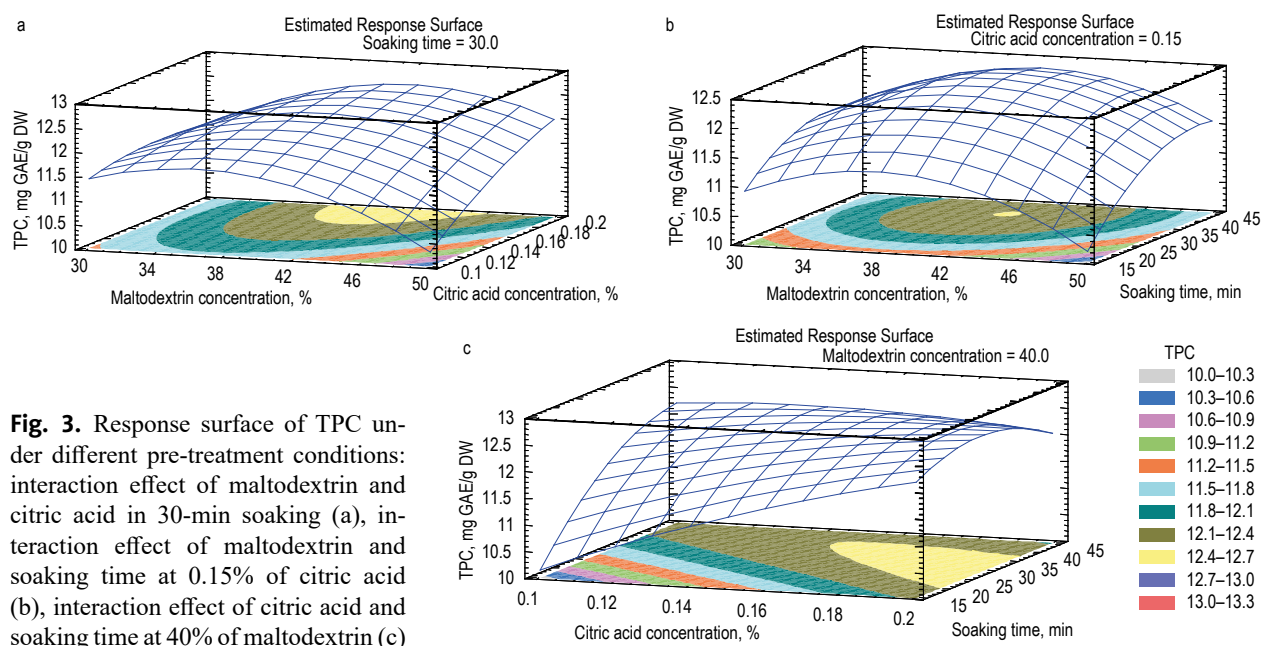 a
Estimated Response Surface
Soaking time = 30.0
TPC, mg GAE/g DW
13
12.5
12
11.5
11
10.5
10
30
34
38
42
46
50
Maltodextrin concentration, %
0.1
0.12
0.14
0.16
0.18
0.2
Citric acid concentration, %
b
Estimated Response Surface
Citric acid concentration = 0.15
TPC, mg GAE/g DW
12.5
12
11.5
11
10.5
10
30
34
38
42
46
50
Maltodextrin concentration, %
15
20
25
30
35
40
45
Soaking time, min
c
Estimated Response Surface
Maltodextrin concentration = 40.0
TPC, mg GAE/g DW
13
12.5
12
11.5
11
10.5
10
0.1
0.12
0.14
0.16
0.18
0.2
Citric acid concentration, %
15
20
25
30
35
40
45
Soaking time, min
TPC
10.0–10.3
10.3–10.6
10.6–10.9
10.9–11.2
11.2–11.5
11.5–11.8
11.8–12.1
12.1–12.4
12.4–12.7
12.7–13.0
13.0–13.3
Fig. 3. Response surface of TPC un-
der different pre-treatment conditions:
interaction effect of maltodextrin and
citric acid in 30-min soaking (a), in-
teraction effect of maltodextrin and
soaking time at 0.15% of citric acid
(b), interaction effect of citric acid and
soaking time at 40% of maltodextrin (c)